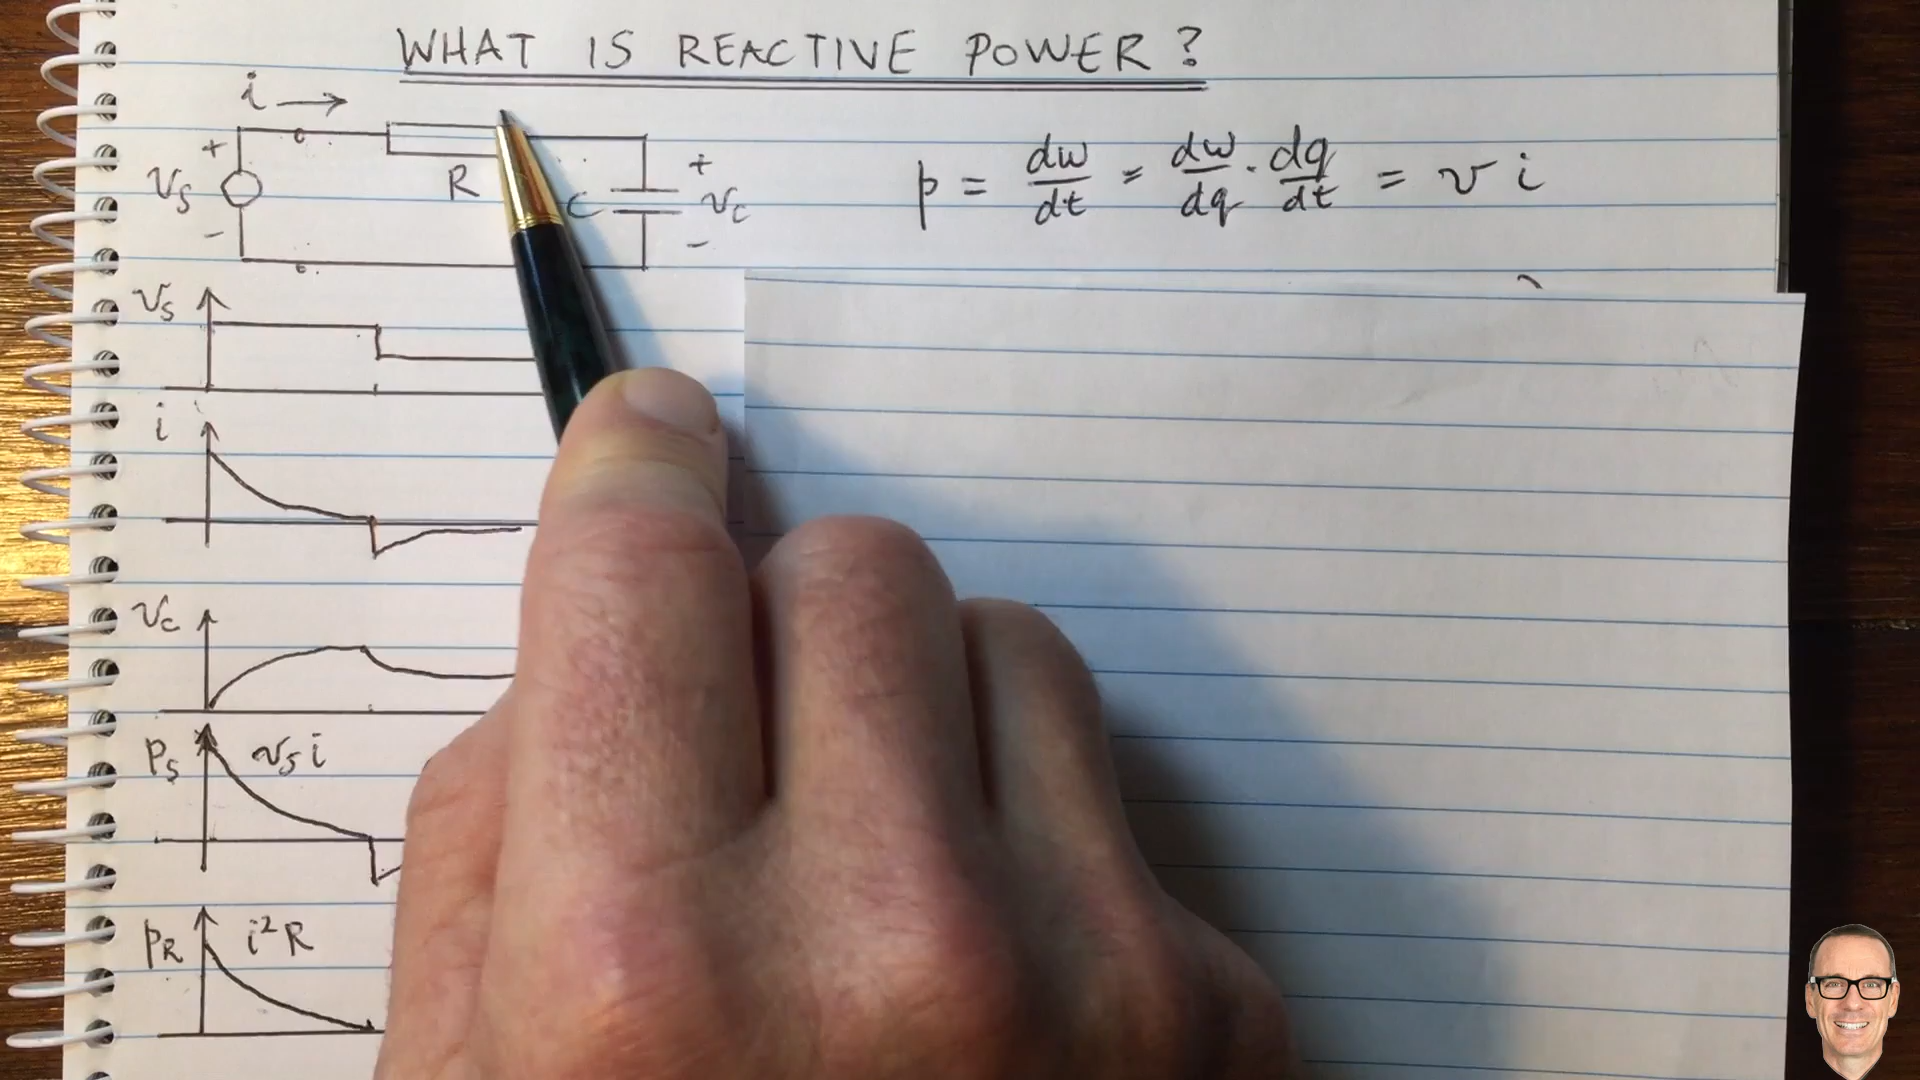 WHAT IS REACTIVE POWER?
i
+ R + p = dw/dt = dw/dq · dq/dt = v i
vs C vc
- -
vs
i
vc
ps vs i
pR i²R